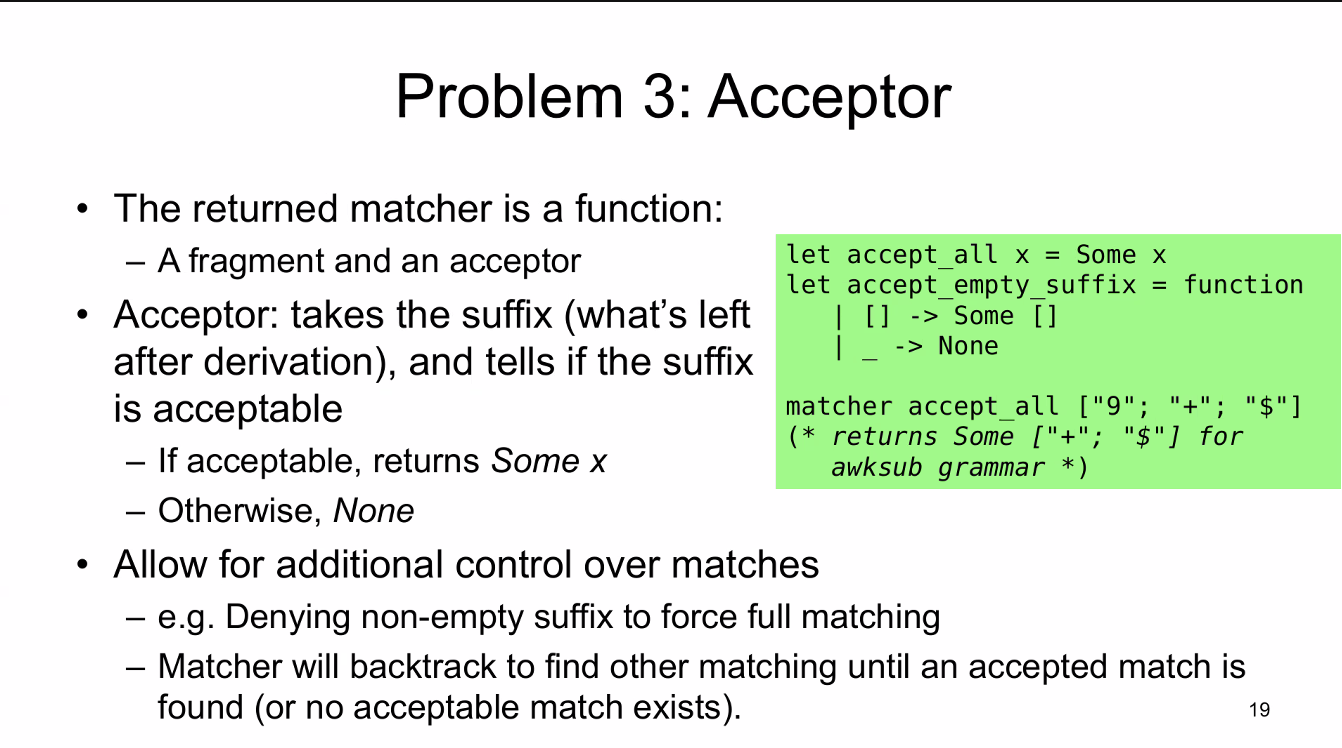 Problem 3: Acceptor
• The returned matcher is a function:
– A fragment and an acceptor
• Acceptor: takes the suffix (what’s left
after derivation), and tells if the suffix
is acceptable
– If acceptable, returns Some x
– Otherwise, None
• Allow for additional control over matches
– e.g. Denying non-empty suffix to force full matching
– Matcher will backtrack to find other matching until an accepted match is
found (or no acceptable match exists).
let accept_all x = Some x
let accept_empty_suffix = function
   | [] -> Some []
   | _ -> None
matcher accept_all ["9"; "+"; "$"]
(* returns Some ["+"; "$"] for
   awksub grammar *)
19